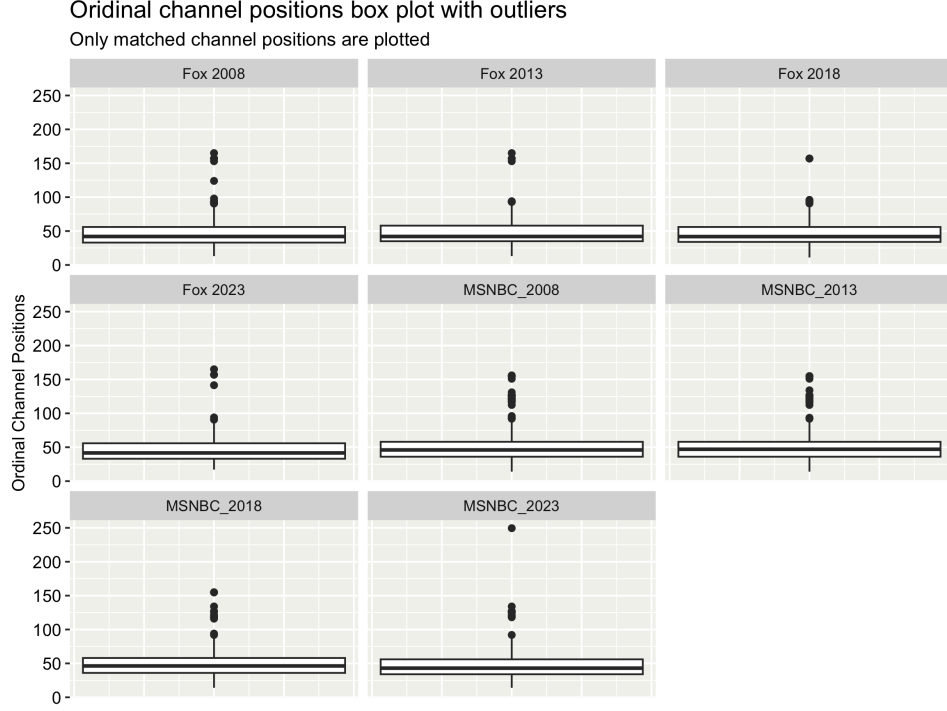 Oridinal channel positions box plot with outliers
Only matched channel positions are plotted
Fox 2008
Fox 2013
Fox 2018
250
200
150
100
50
0
Fox 2023
MSNBC_2008
MSNBC_2013
250
200
150
100
50
0
Ordinal Channel Positions
MSNBC_2018
MSNBC_2023
250
200
150
100
50
0